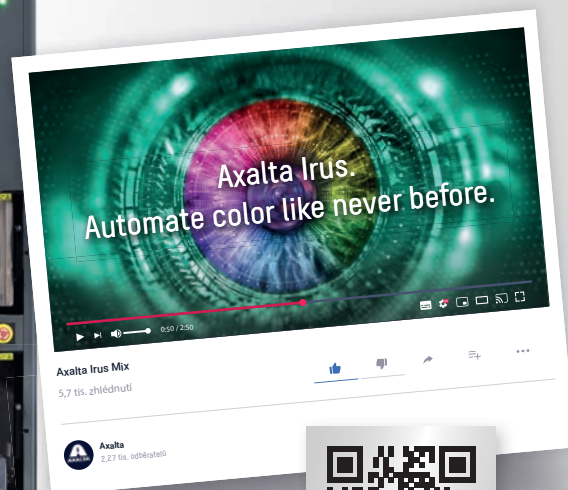 Axalta Irus.
Automate color like never before.
0:50 / 2:50
Axalta Irus Mix
5,7 tis. zhlédnutí
AXALTA
Axalta
2,27 tis. odběratelů